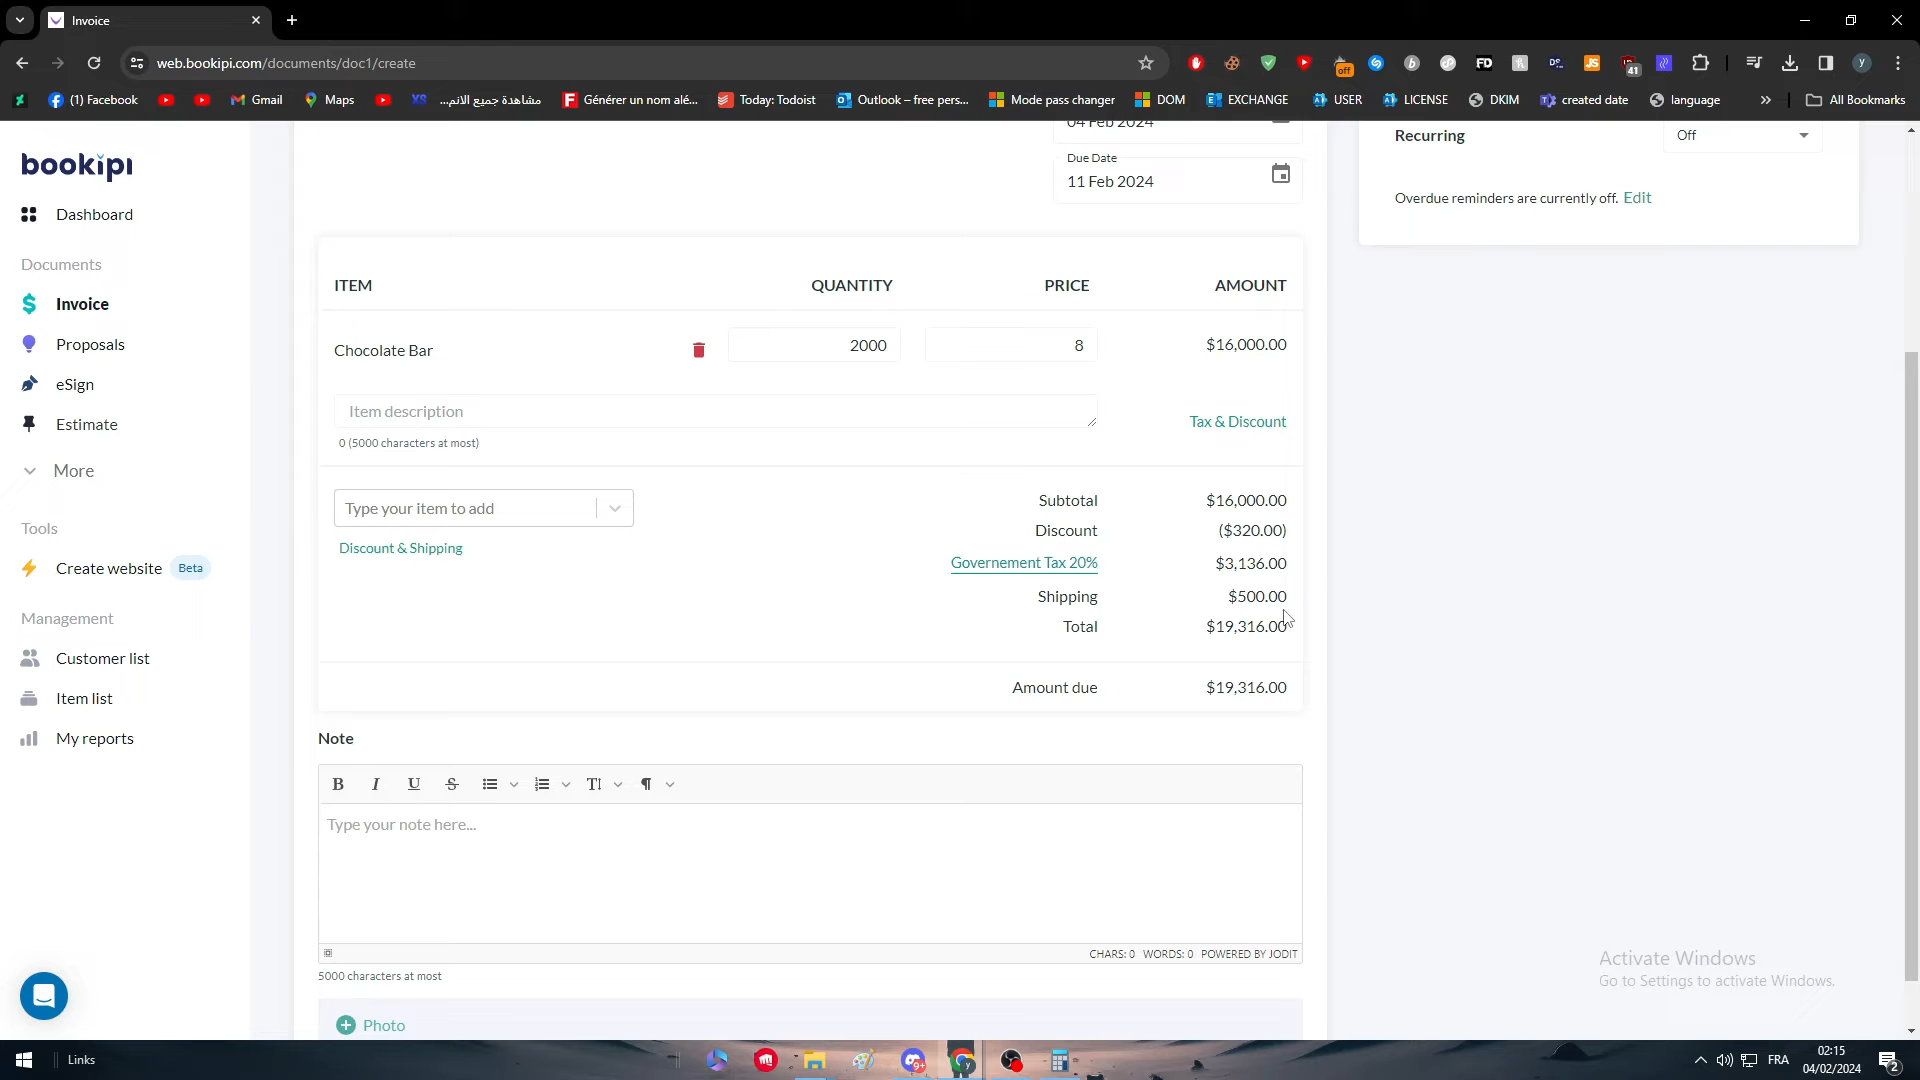 Invoice
web.bookipi.com/documents/doc1/create
off
FD
JS
41
y
(1) Facebook
Gmail
Maps
مشاهدة جميع الانم...
Générer un nom alé...
Today: Todoist
Outlook – free pers...
Mode pass changer
DOM
EXCHANGE
USER
LICENSE
DKIM
created date
language
All Bookmarks
bookipi
Dashboard
Documents
Invoice
Proposals
eSign
Estimate
More
Tools
Create website Beta
Management
Customer list
Item list
My reports
04 Feb 2024
Due Date
11 Feb 2024
Recurring
Off
Overdue reminders are currently off. Edit
ITEM QUANTITY PRICE AMOUNT
Chocolate Bar 2000 8 $16,000.00
Item description
Tax & Discount
0 (5000 characters at most)
Type your item to add
Discount & Shipping
Subtotal $16,000.00
Discount ($320.00)
Governement Tax 20% $3,136.00
Shipping $500.00
Total $19,316.00
Amount due $19,316.00
Note
Type your note here...
CHARS: 0 WORDS: 0 POWERED BY JODIT
5000 characters at most
Photo
Activate Windows
Go to Settings to activate Windows.
Links
9+
FRA
02:15
04/02/2024
2